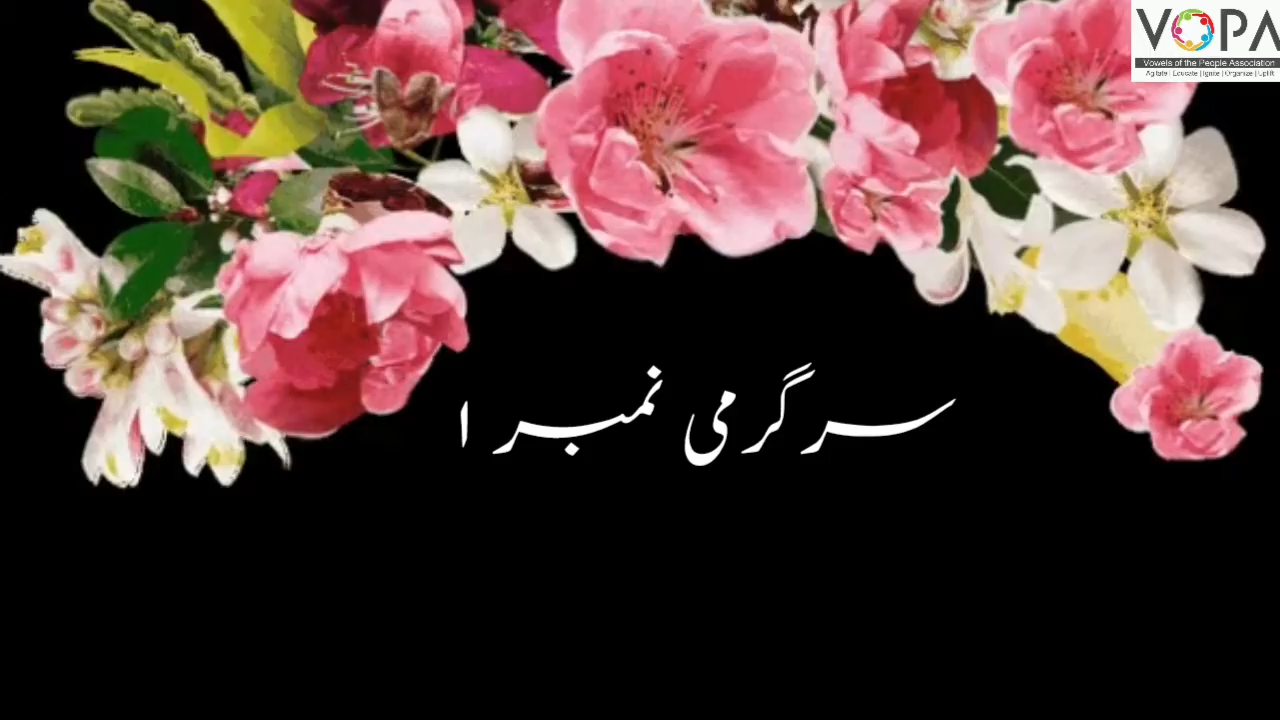 VOPA
Vowels of the People Association
Agitate | Educate | Ignite | Organize | Uplift
سرگرمی نمبر ۱